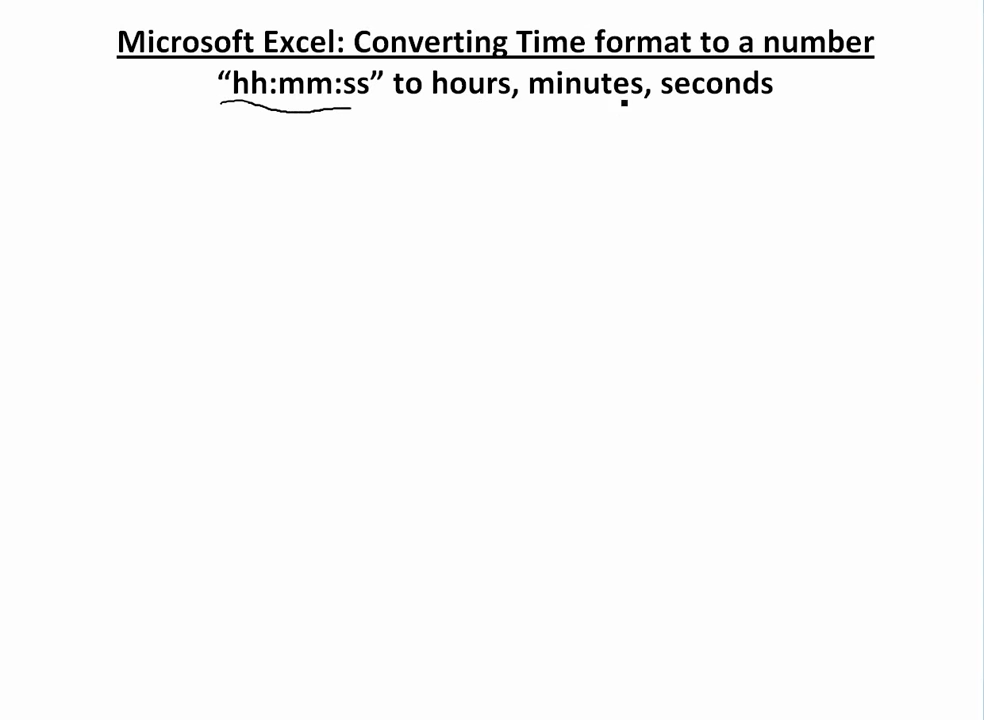 Microsoft Excel: Converting Time format to a number
“hh:mm:ss” to hours, minutes, seconds